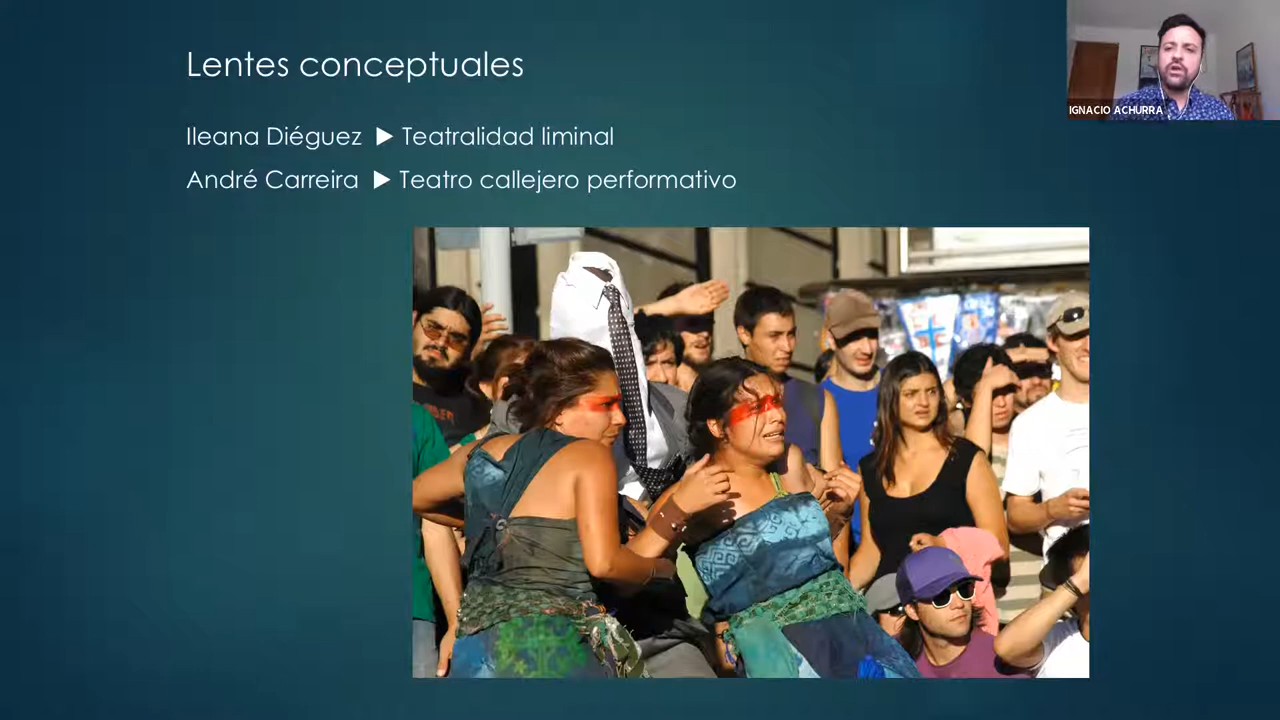 Lentes conceptuales
IGNACIO ACHURRA
Ileana Diéguez ▶ Teatralidad liminal
André Carreira ▶ Teatro callejero performativo